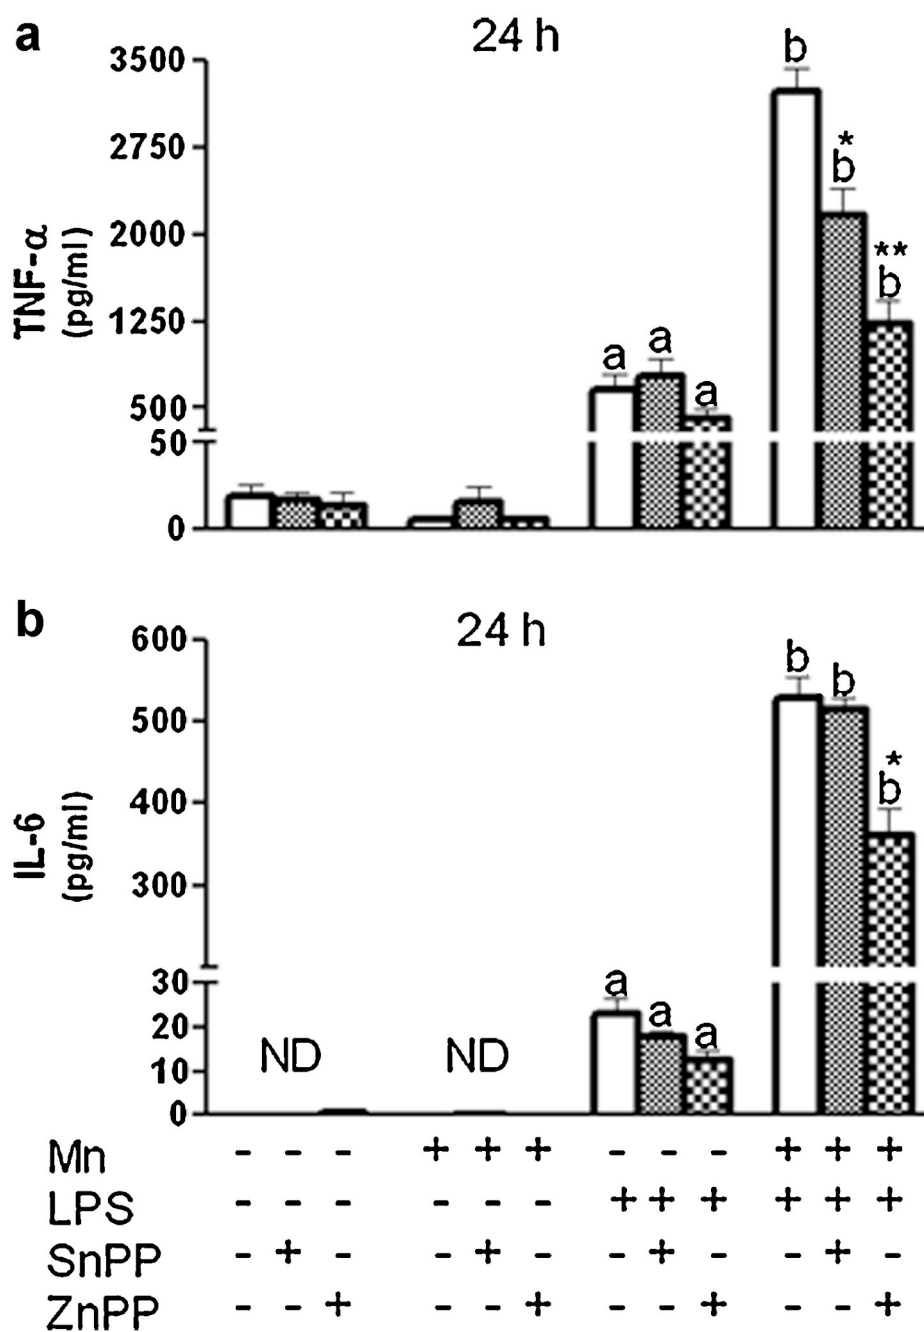 a
24 h
3500
b
2750
*
b
2000
**
b
TNF-α
(pg/ml)
1250
a a a
500
50
0
b
24 h
600
b b
500
*
b
400
IL-6
(pg/ml)
300
30
a a a
20
ND ND
10
0
Mn - - - + + + - - - + + +
LPS - - - - - - + + + + + +
SnPP - + - - + - - + - - + -
ZnPP - - + - - + - - + - - +